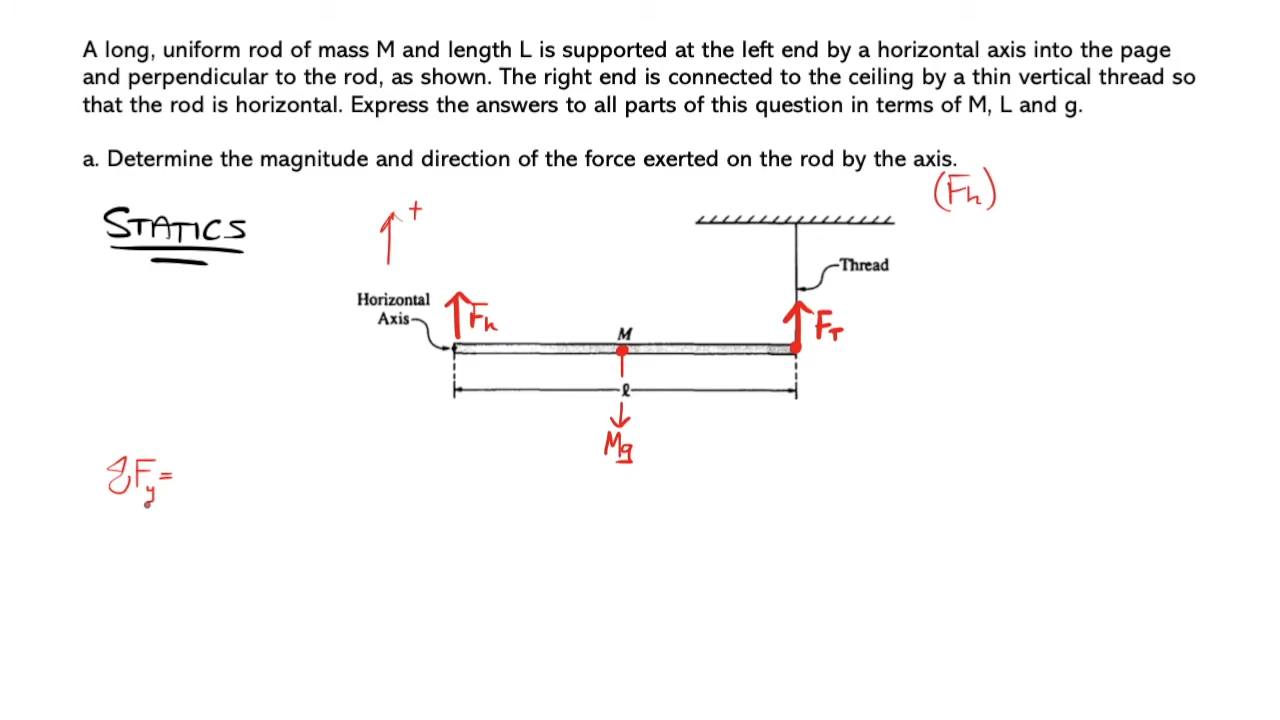 A long, uniform rod of mass M and length L is supported at the left end by a horizontal axis into the page
and perpendicular to the rod, as shown. The right end is connected to the ceiling by a thin vertical thread so
that the rod is horizontal. Express the answers to all parts of this question in terms of M, L and g.
a. Determine the magnitude and direction of the force exerted on the rod by the axis.
(Fh)
STATICS
+
Thread
Horizontal
Axis
Fh
M
FT
ℓ
Mg
ΣFy=